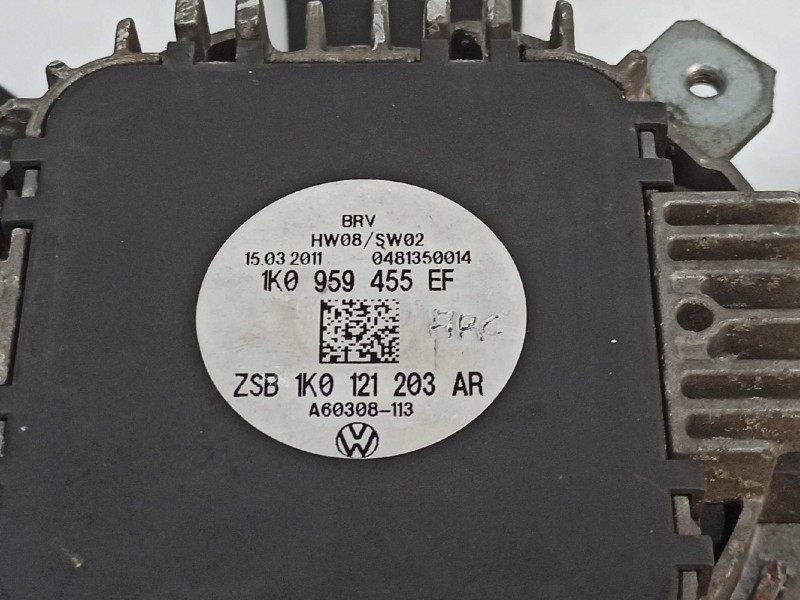 BRV
HW08/SW02
15.03.2011 0481350014
1K0 959 455 EF
ARC
ZSB 1K0 121 203 AR
A60308-113
VW